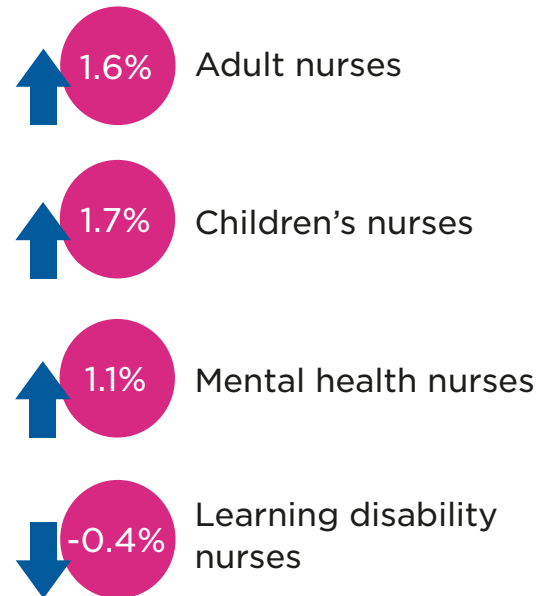 1.6% Adult nurses
1.7% Children’s nurses
1.1% Mental health nurses
-0.4% Learning disability
nurses